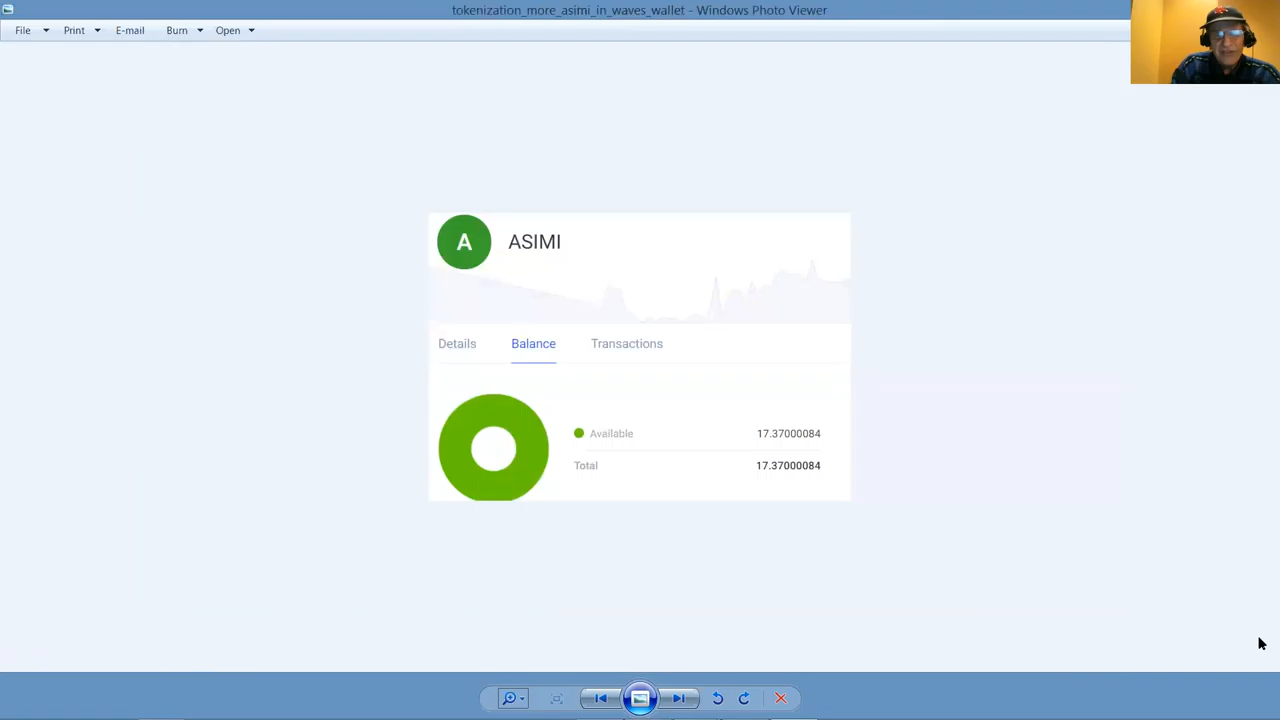 tokenization_more_asimi_in_waves_wallet - Windows Photo Viewer
File Print E-mail Burn Open
A ASIMI
Details Balance Transactions
Available 17.37000084
Total 17.37000084